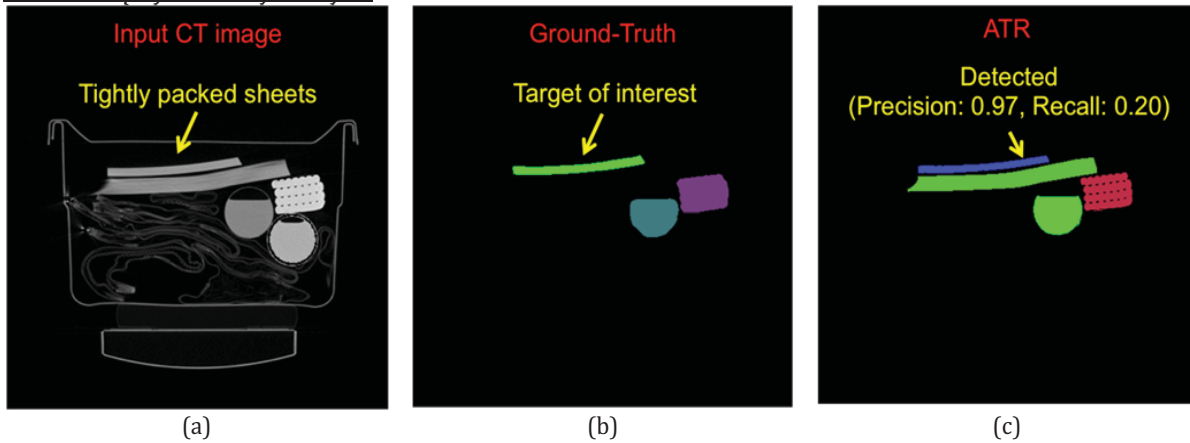 Input CT image
Tightly packed sheets
Ground-Truth
Target of interest
ATR
Detected
(Precision: 0.97, Recall: 0.20)
(a)
(b)
(c)